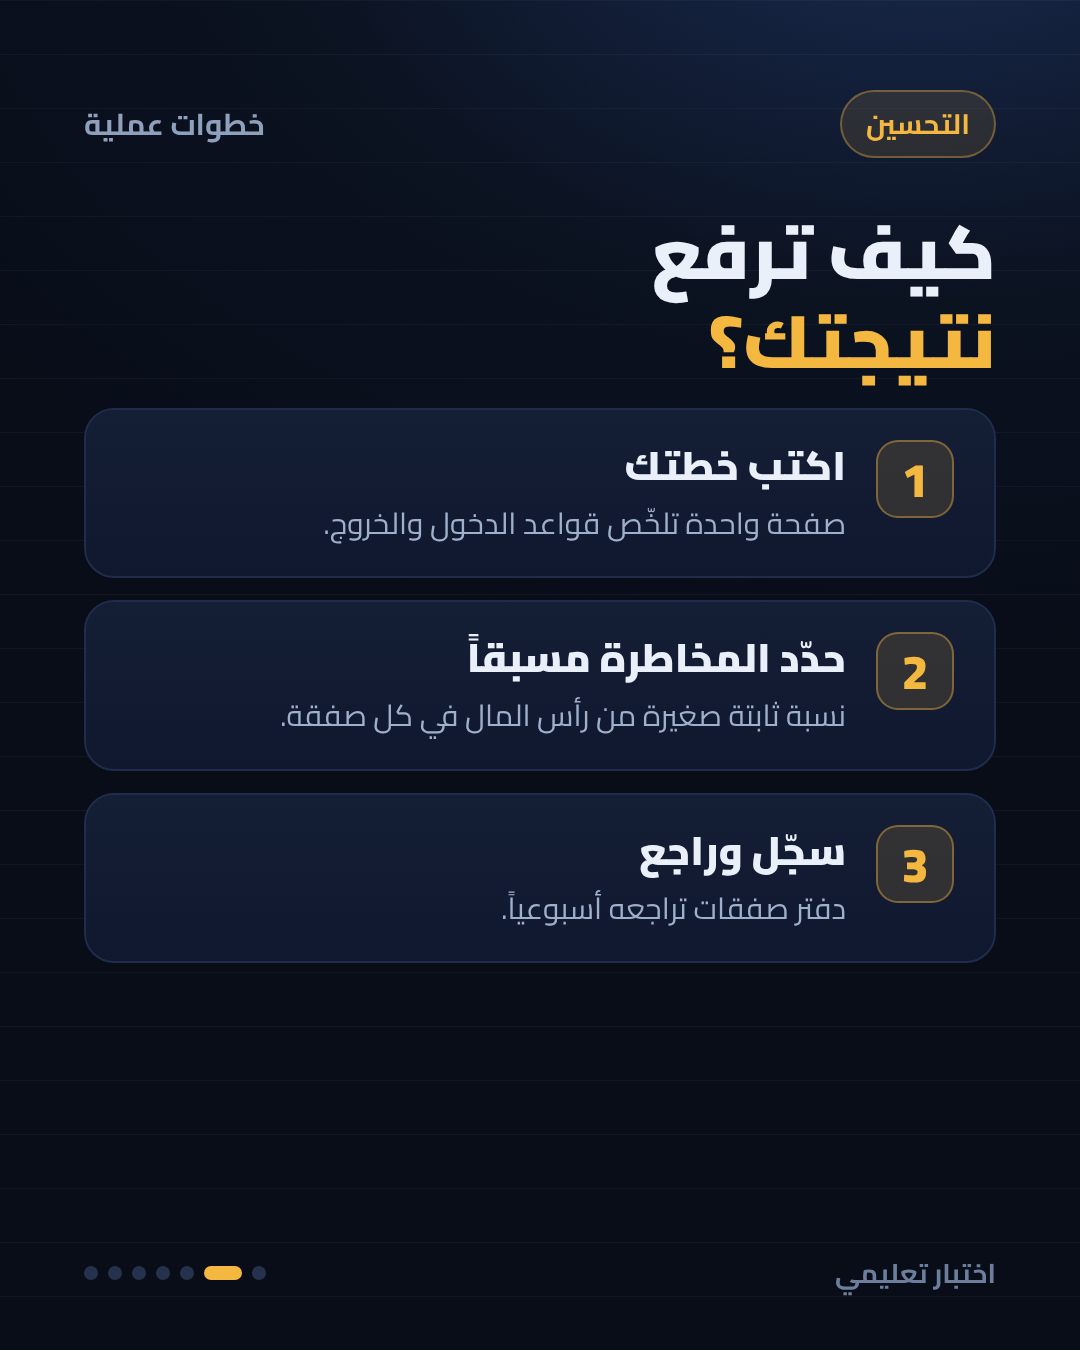 التحسين
خطوات عملية
كيف ترفع
نتيجتك؟
1
اكتب خطتك
صفحة واحدة تلخّص قواعد الدخول والخروج.
2
حدّد المخاطرة مسبقاً
نسبة ثابتة صغيرة من رأس المال في كل صفقة.
3
سجّل وراجع
دفتر صفقات تراجعه أسبوعياً.
اختبار تعليمي